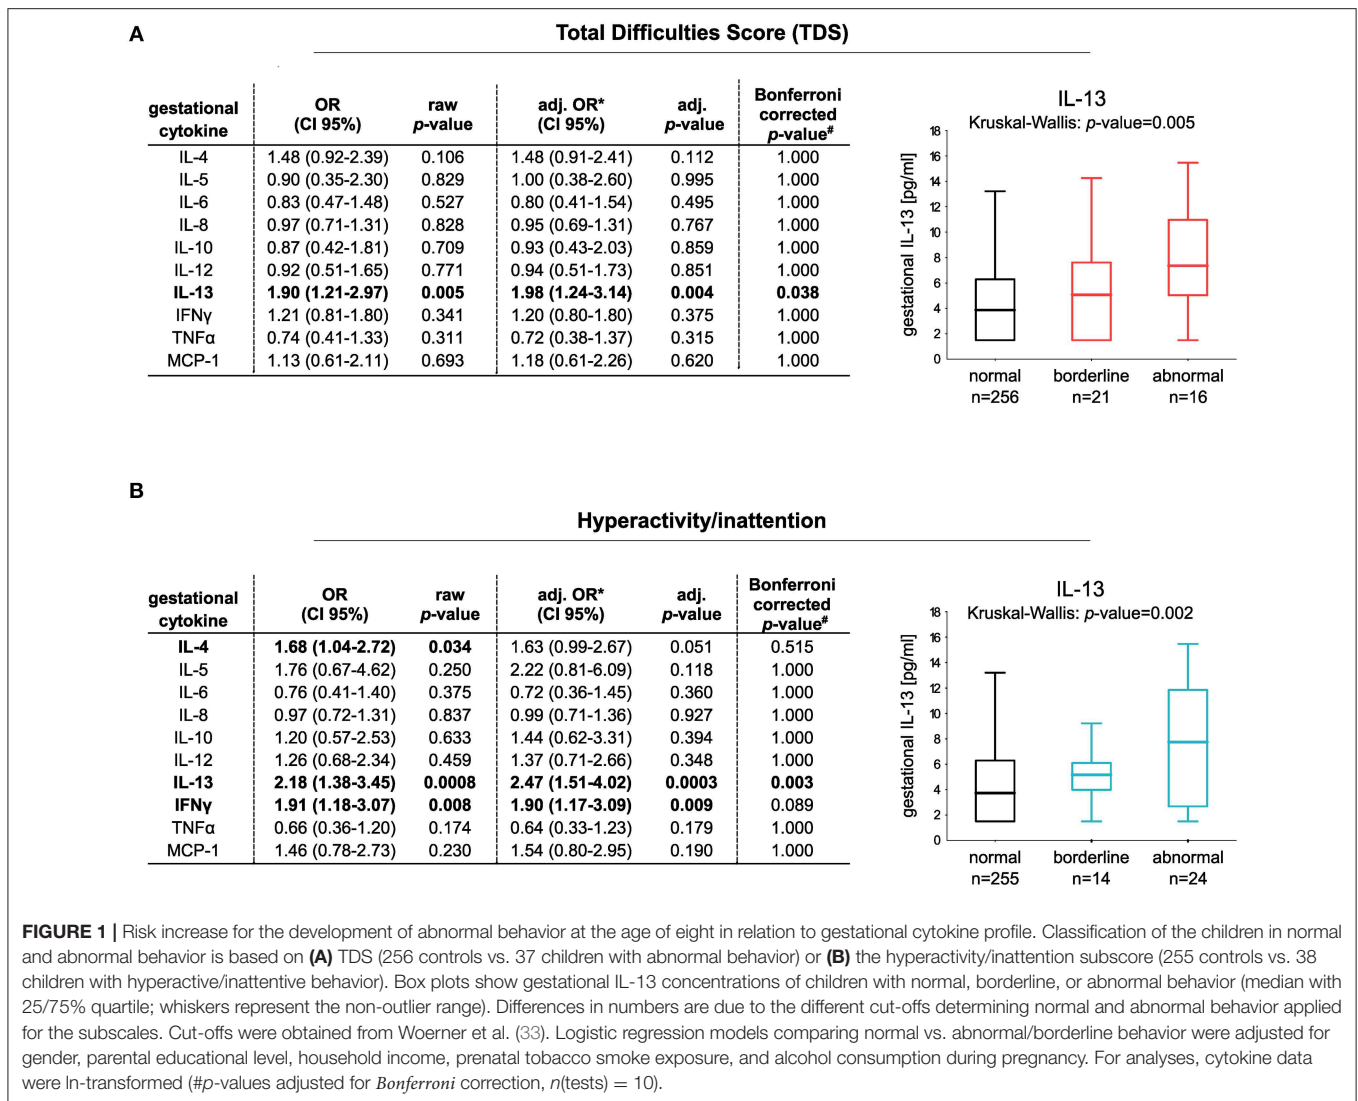 A
Total Difficulties Score (TDS)
gestational cytokine | OR (CI 95%) | raw p-value | adj. OR* (CI 95%) | adj. p-value | Bonferroni corrected p-value#
IL-4 1.48 (0.92-2.39) 0.106 1.48 (0.91-2.41) 0.112 1.000
IL-5 0.90 (0.35-2.30) 0.829 1.00 (0.38-2.60) 0.995 1.000
IL-6 0.83 (0.47-1.48) 0.527 0.80 (0.41-1.54) 0.495 1.000
IL-8 0.97 (0.71-1.31) 0.828 0.95 (0.69-1.31) 0.767 1.000
IL-10 0.87 (0.42-1.81) 0.709 0.93 (0.43-2.03) 0.859 1.000
IL-12 0.92 (0.51-1.65) 0.771 0.94 (0.51-1.73) 0.851 1.000
IL-13 1.90 (1.21-2.97) 0.005 1.98 (1.24-3.14) 0.004 0.038
IFNγ 1.21 (0.81-1.80) 0.341 1.20 (0.80-1.80) 0.375 1.000
TNFα 0.74 (0.41-1.33) 0.311 0.72 (0.38-1.37) 0.315 1.000
MCP-1 1.13 (0.61-2.11) 0.693 1.18 (0.61-2.26) 0.620 1.000
IL-13
Kruskal-Wallis: p-value=0.005
gestational IL-13 [pg/ml]
18
16
14
12
10
8
6
4
2
0
normal borderline abnormal
n=256 n=21 n=16
B
Hyperactivity/inattention
gestational cytokine | OR (CI 95%) | raw p-value | adj. OR* (CI 95%) | adj. p-value | Bonferroni corrected p-value#
IL-4 1.68 (1.04-2.72) 0.034 1.63 (0.99-2.67) 0.051 0.515
IL-5 1.76 (0.67-4.62) 0.250 2.22 (0.81-6.09) 0.118 1.000
IL-6 0.76 (0.41-1.40) 0.375 0.72 (0.36-1.45) 0.360 1.000
IL-8 0.97 (0.72-1.31) 0.837 0.99 (0.71-1.36) 0.927 1.000
IL-10 1.20 (0.57-2.53) 0.633 1.44 (0.62-3.31) 0.394 1.000
IL-12 1.26 (0.68-2.34) 0.459 1.37 (0.71-2.66) 0.348 1.000
IL-13 2.18 (1.38-3.45) 0.0008 2.47 (1.51-4.02) 0.0003 0.003
IFNγ 1.91 (1.18-3.07) 0.008 1.90 (1.17-3.09) 0.009 0.089
TNFα 0.66 (0.36-1.20) 0.174 0.64 (0.33-1.23) 0.179 1.000
MCP-1 1.46 (0.78-2.73) 0.230 1.54 (0.80-2.95) 0.190 1.000
IL-13
Kruskal-Wallis: p-value=0.002
gestational IL-13 [pg/ml]
18
16
14
12
10
8
6
4
2
0
normal borderline abnormal
n=255 n=14 n=24
FIGURE 1 | Risk increase for the development of abnormal behavior at the age of eight in relation to gestational cytokine profile. Classification of the children in normal
and abnormal behavior is based on (A) TDS (256 controls vs. 37 children with abnormal behavior) or (B) the hyperactivity/inattention subscore (255 controls vs. 38
children with hyperactive/inattentive behavior). Box plots show gestational IL-13 concentrations of children with normal, borderline, or abnormal behavior (median with
25/75% quartile; whiskers represent the non-outlier range). Differences in numbers are due to the different cut-offs determining normal and abnormal behavior applied
for the subscales. Cut-offs were obtained from Woerner et al. (33). Logistic regression models comparing normal vs. abnormal/borderline behavior were adjusted for
gender, parental educational level, household income, prenatal tobacco smoke exposure, and alcohol consumption during pregnancy. For analyses, cytokine data
were ln-transformed (#p-values adjusted for Bonferroni correction, n(tests) = 10).